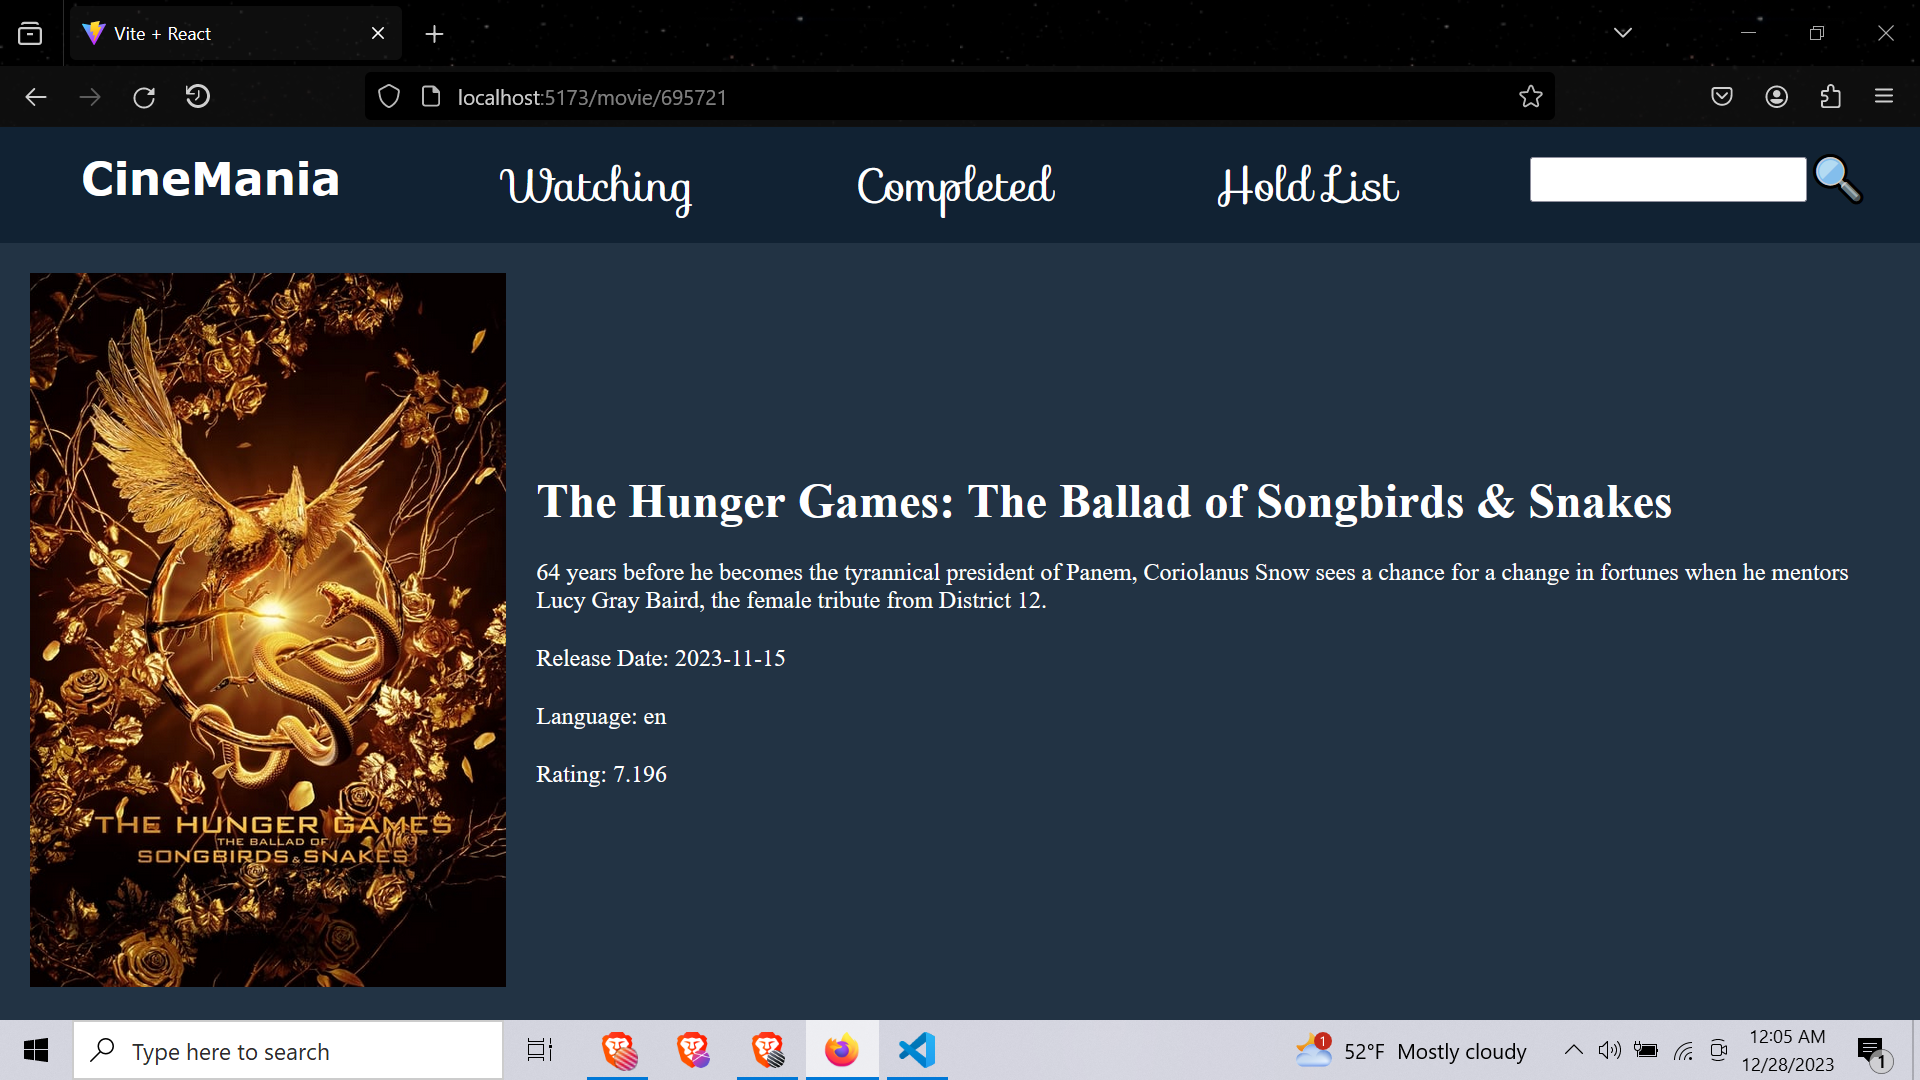 Vite + React
localhost:5173/movie/695721
CineMania
Watching
Completed
Hold List
THE HUNGER GAMES
THE BALLAD OF
SONGBIRDS & SNAKES
The Hunger Games: The Ballad of Songbirds & Snakes
64 years before he becomes the tyrannical president of Panem, Coriolanus Snow sees a chance for a change in fortunes when he mentors
Lucy Gray Baird, the female tribute from District 12.
Release Date: 2023-11-15
Language: en
Rating: 7.196
Type here to search
1
52°F Mostly cloudy
12:05 AM
12/28/2023
1